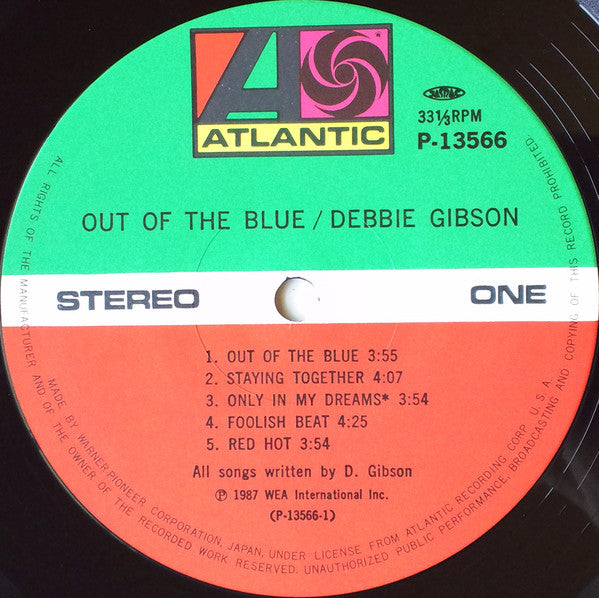 ATLANTIC
JASRAC
33⅓RPM
P-13566
OUT OF THE BLUE / DEBBIE GIBSON
STEREO
ONE
1. OUT OF THE BLUE 3:55
2. STAYING TOGETHER 4:07
3. ONLY IN MY DREAMS* 3:54
4. FOOLISH BEAT 4:25
5. RED HOT 3:54
All songs written by D. Gibson
Ⓟ 1987 WEA International Inc.
(P-13566-1)
ALL RIGHTS OF THE MANUFACTURER AND OF THE OWNER OF THE RECORDED WORK RESERVED. UNAUTHORIZED PUBLIC PERFORMANCE, BROADCASTING AND COPYING OF THIS RECORD PROHIBITED.
MADE BY WARNER-PIONEER CORPORATION, JAPAN, UNDER LICENSE FROM ATLANTIC RECORDING CORP. U.S.A.